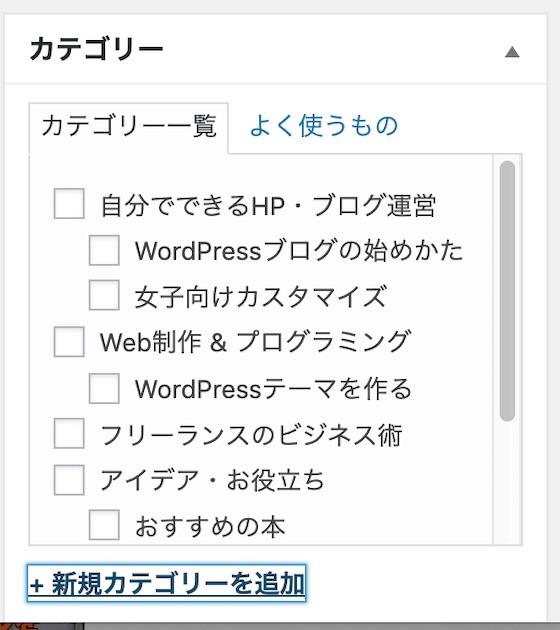 カテゴリー
カテゴリー一覧 よく使うもの
自分でできるHP・ブログ運営
WordPressブログの始めかた
女子向けカスタマイズ
Web制作 & プログラミング
WordPressテーマを作る
フリーランスのビジネス術
アイデア・お役立ち
おすすめの本
+ 新規カテゴリーを追加